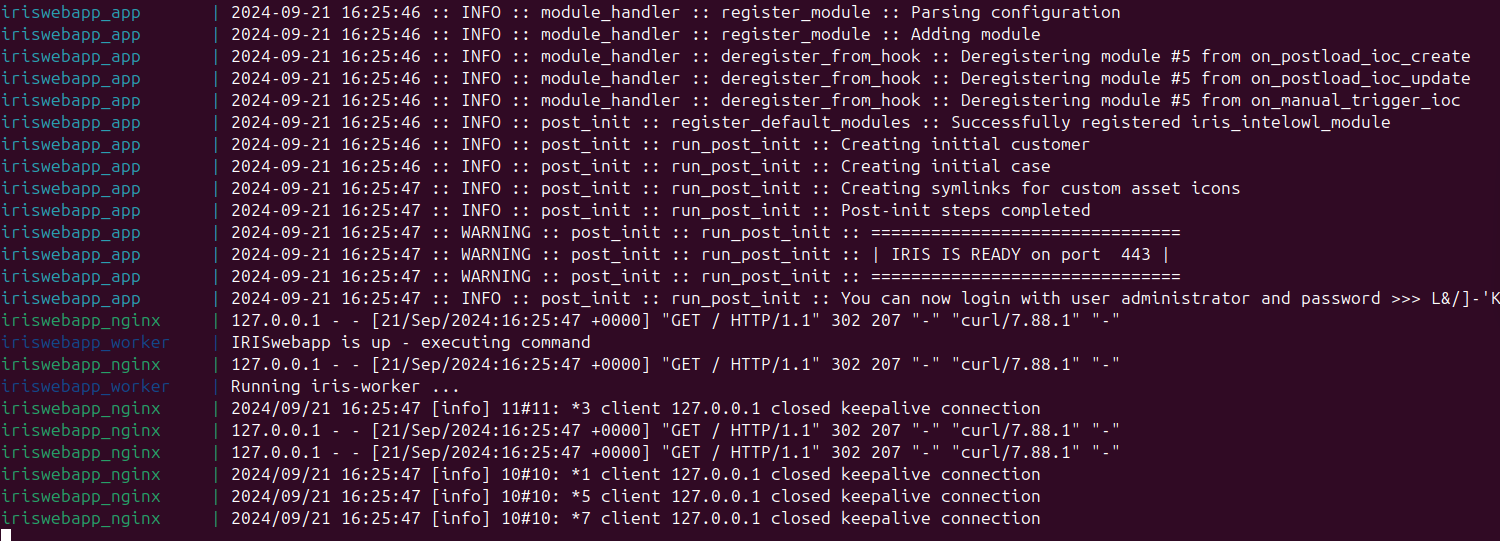 iriswebapp_app | 2024-09-21 16:25:46 :: INFO :: module_handler :: register_module :: Parsing configuration
iriswebapp_app | 2024-09-21 16:25:46 :: INFO :: module_handler :: register_module :: Adding module
iriswebapp_app | 2024-09-21 16:25:46 :: INFO :: module_handler :: deregister_from_hook :: Deregistering module #5 from on_postload_ioc_create
iriswebapp_app | 2024-09-21 16:25:46 :: INFO :: module_handler :: deregister_from_hook :: Deregistering module #5 from on_postload_ioc_update
iriswebapp_app | 2024-09-21 16:25:46 :: INFO :: module_handler :: deregister_from_hook :: Deregistering module #5 from on_manual_trigger_ioc
iriswebapp_app | 2024-09-21 16:25:46 :: INFO :: post_init :: register_default_modules :: Successfully registered iris_intelowl_module
iriswebapp_app | 2024-09-21 16:25:46 :: INFO :: post_init :: run_post_init :: Creating initial customer
iriswebapp_app | 2024-09-21 16:25:46 :: INFO :: post_init :: run_post_init :: Creating initial case
iriswebapp_app | 2024-09-21 16:25:47 :: INFO :: post_init :: run_post_init :: Creating symlinks for custom asset icons
iriswebapp_app | 2024-09-21 16:25:47 :: INFO :: post_init :: run_post_init :: Post-init steps completed
iriswebapp_app | 2024-09-21 16:25:47 :: WARNING :: post_init :: run_post_init :: ===============================
iriswebapp_app | 2024-09-21 16:25:47 :: WARNING :: post_init :: run_post_init :: | IRIS IS READY on port  443 |
iriswebapp_app | 2024-09-21 16:25:47 :: WARNING :: post_init :: run_post_init :: ===============================
iriswebapp_app | 2024-09-21 16:25:47 :: INFO :: post_init :: run_post_init :: You can now login with user administrator and password >>> L&/]-'K
iriswebapp_nginx | 127.0.0.1 - - [21/Sep/2024:16:25:47 +0000] "GET / HTTP/1.1" 302 207 "-" "curl/7.88.1" "-"
iriswebapp_worker | IRISwebapp is up - executing command
iriswebapp_nginx | 127.0.0.1 - - [21/Sep/2024:16:25:47 +0000] "GET / HTTP/1.1" 302 207 "-" "curl/7.88.1" "-"
iriswebapp_worker | Running iris-worker ...
iriswebapp_nginx | 2024/09/21 16:25:47 [info] 11#11: *3 client 127.0.0.1 closed keepalive connection
iriswebapp_nginx | 127.0.0.1 - - [21/Sep/2024:16:25:47 +0000] "GET / HTTP/1.1" 302 207 "-" "curl/7.88.1" "-"
iriswebapp_nginx | 127.0.0.1 - - [21/Sep/2024:16:25:47 +0000] "GET / HTTP/1.1" 302 207 "-" "curl/7.88.1" "-"
iriswebapp_nginx | 2024/09/21 16:25:47 [info] 10#10: *1 client 127.0.0.1 closed keepalive connection
iriswebapp_nginx | 2024/09/21 16:25:47 [info] 10#10: *5 client 127.0.0.1 closed keepalive connection
iriswebapp_nginx | 2024/09/21 16:25:47 [info] 10#10: *7 client 127.0.0.1 closed keepalive connection